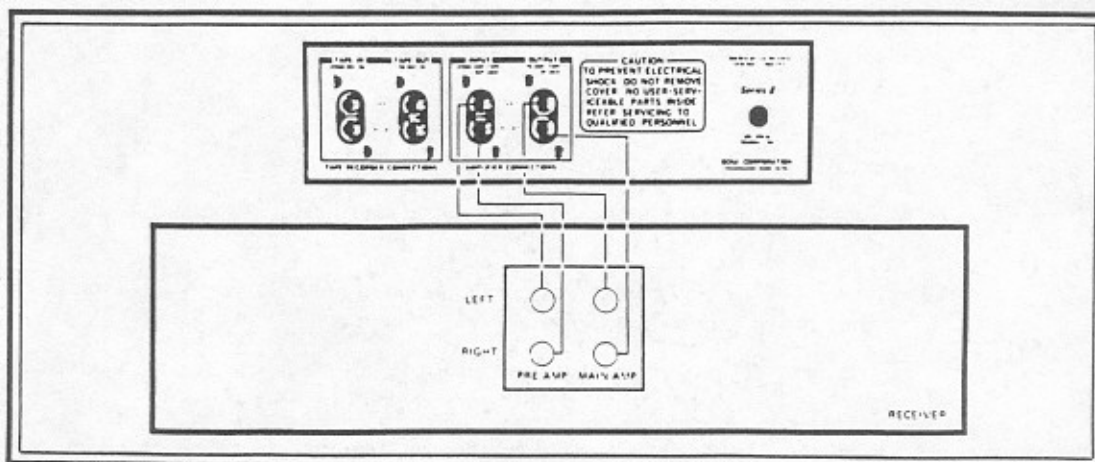 TAPE IN
TAPE OUT
INPUT
OUTPUT
CAUTION
TO PREVENT ELECTRICAL
SHOCK DO NOT REMOVE
COVER. NO USER-SERV-
ICEABLE PARTS INSIDE.
REFER SERVICING TO
QUALIFIED PERSONNEL
Series II
TAPE RECORDER CONNECTIONS
AMPLIFIER CONNECTIONS
CORPORATION
LEFT
RIGHT
PRE AMP
MAIN AMP
RECEIVER